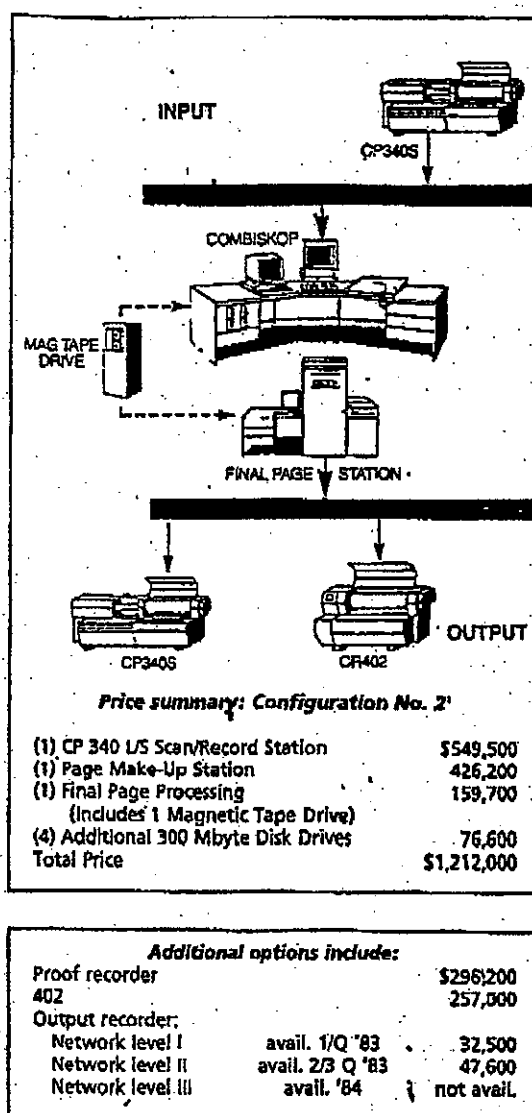 INPUT
CP340S
COMBISKOP
MAG TAPE
DRIVE
FINAL PAGE STATION
CP340S
CR402
OUTPUT
Price summary: Configuration No. 2
(1) CP 340 L/S Scan/Record Station $549,500
(1) Page Make-Up Station 426,200
(1) Final Page Processing 159,700
(Includes 1 Magnetic Tape Drive)
(4) Additional 300 Mbyte Disk Drives 76,600
Total Price $1,212,000
Additional options include:
Proof recorder $296,200
402 257,000
Output recorder:
Network level I avail. 1/Q '83 32,500
Network level II avail. 2/3 Q '83 47,600
Network level III avail. '84 not avail.